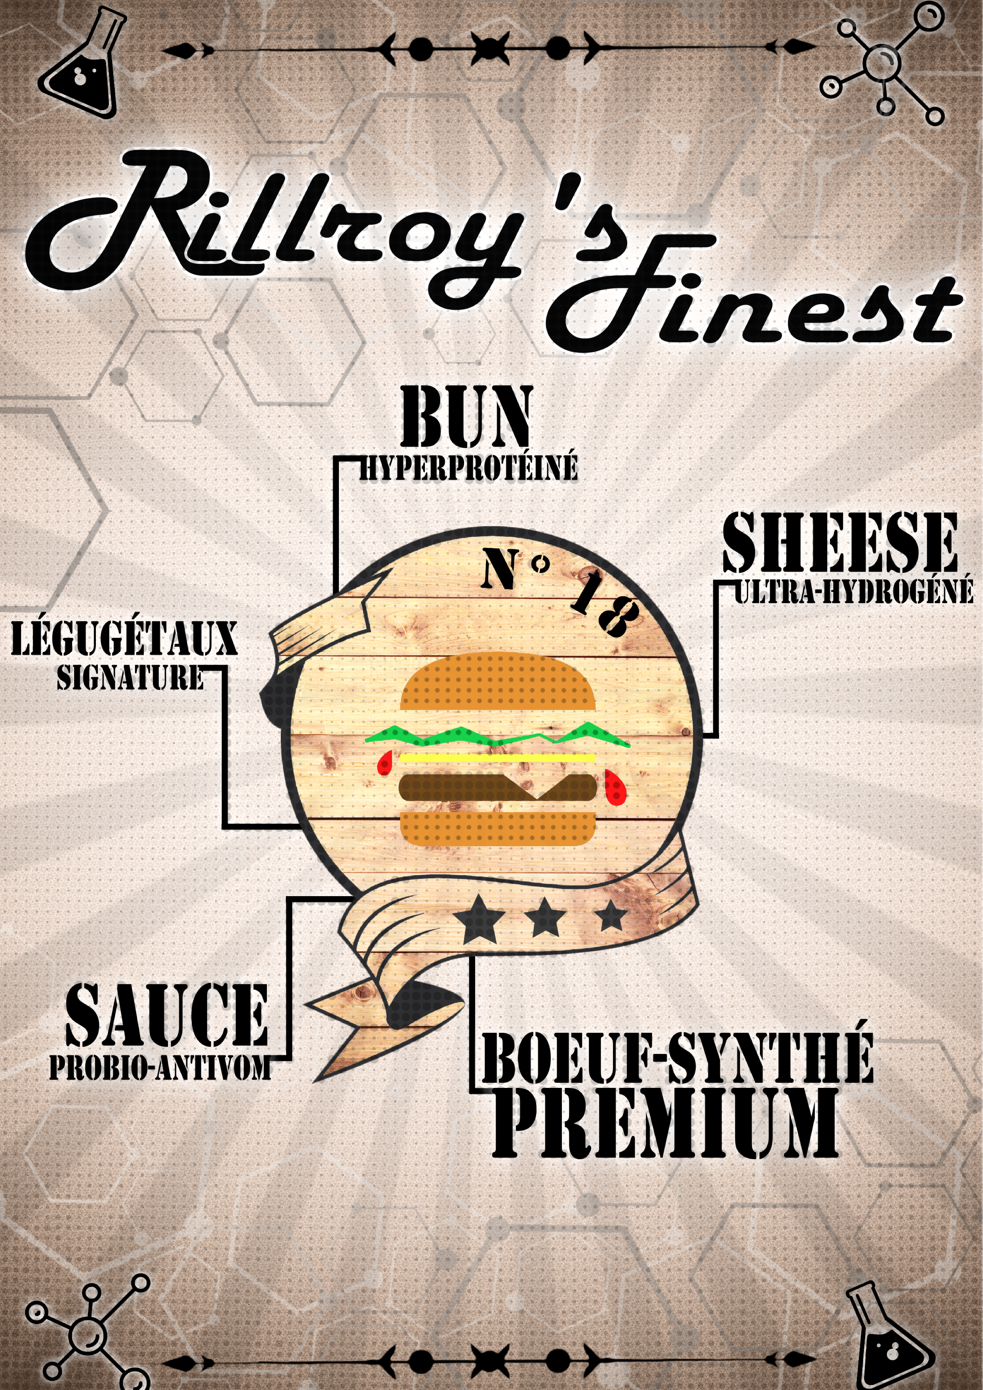 Rillroy's
Finest
BUN
HYPERPROTÉINÉ
SHEESE
ULTRA-HYDROGÉNÉ
N° 18
LÉGUGÉTAUX
SIGNATURE
SAUCE
PROBIO-ANTIVOM
BOEUF-SYNTHÉ
PREMIUM